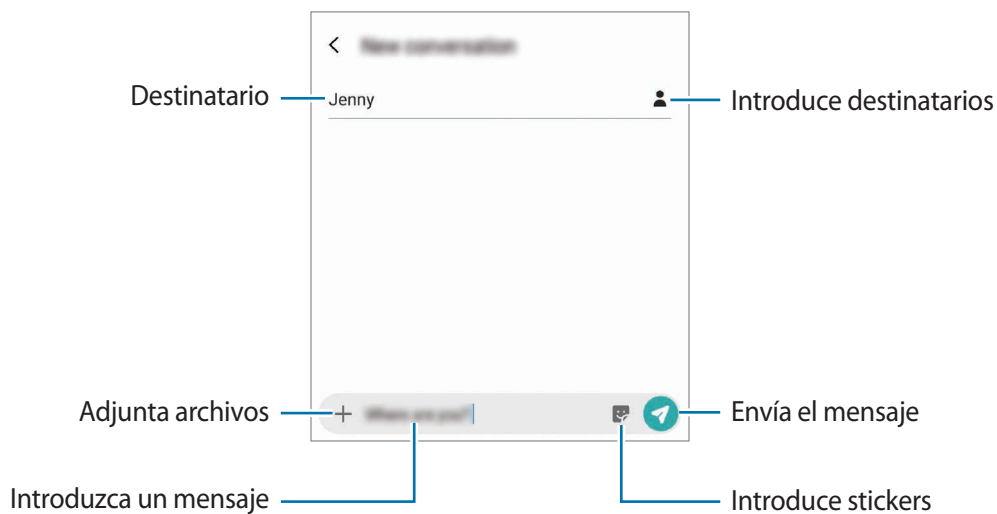 Destinatario
Jenny
Introduce destinatarios
Adjunta archivos
Envía el mensaje
Introduzca un mensaje
Introduce stickers